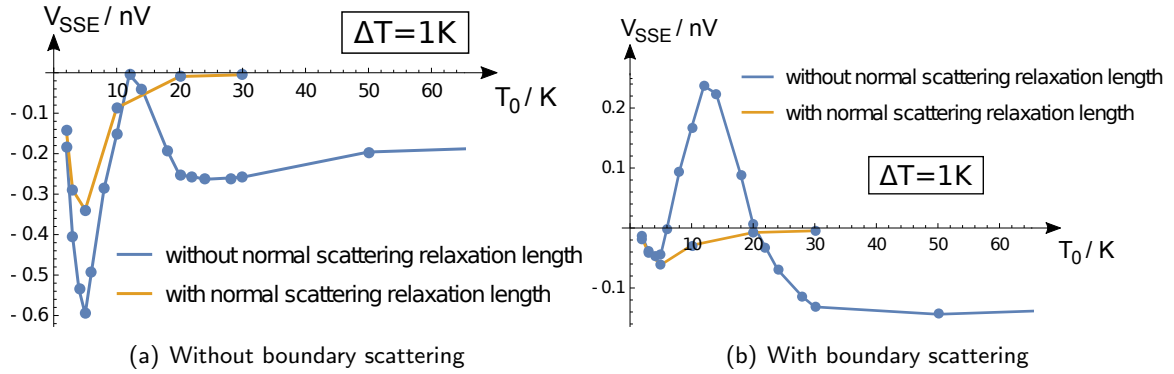 V_SSE / nV
ΔT=1K
10 20 30 40 50 60
T_0 / K
- 0.1
- 0.2
- 0.3
- 0.4
- 0.5
- 0.6
without normal scattering relaxation length
with normal scattering relaxation length
(a) Without boundary scattering
V_SSE / nV
without normal scattering relaxation length
with normal scattering relaxation length
0.2
0.1
ΔT=1K
10 20 30 40 50 60
T_0 / K
- 0.1
(b) With boundary scattering